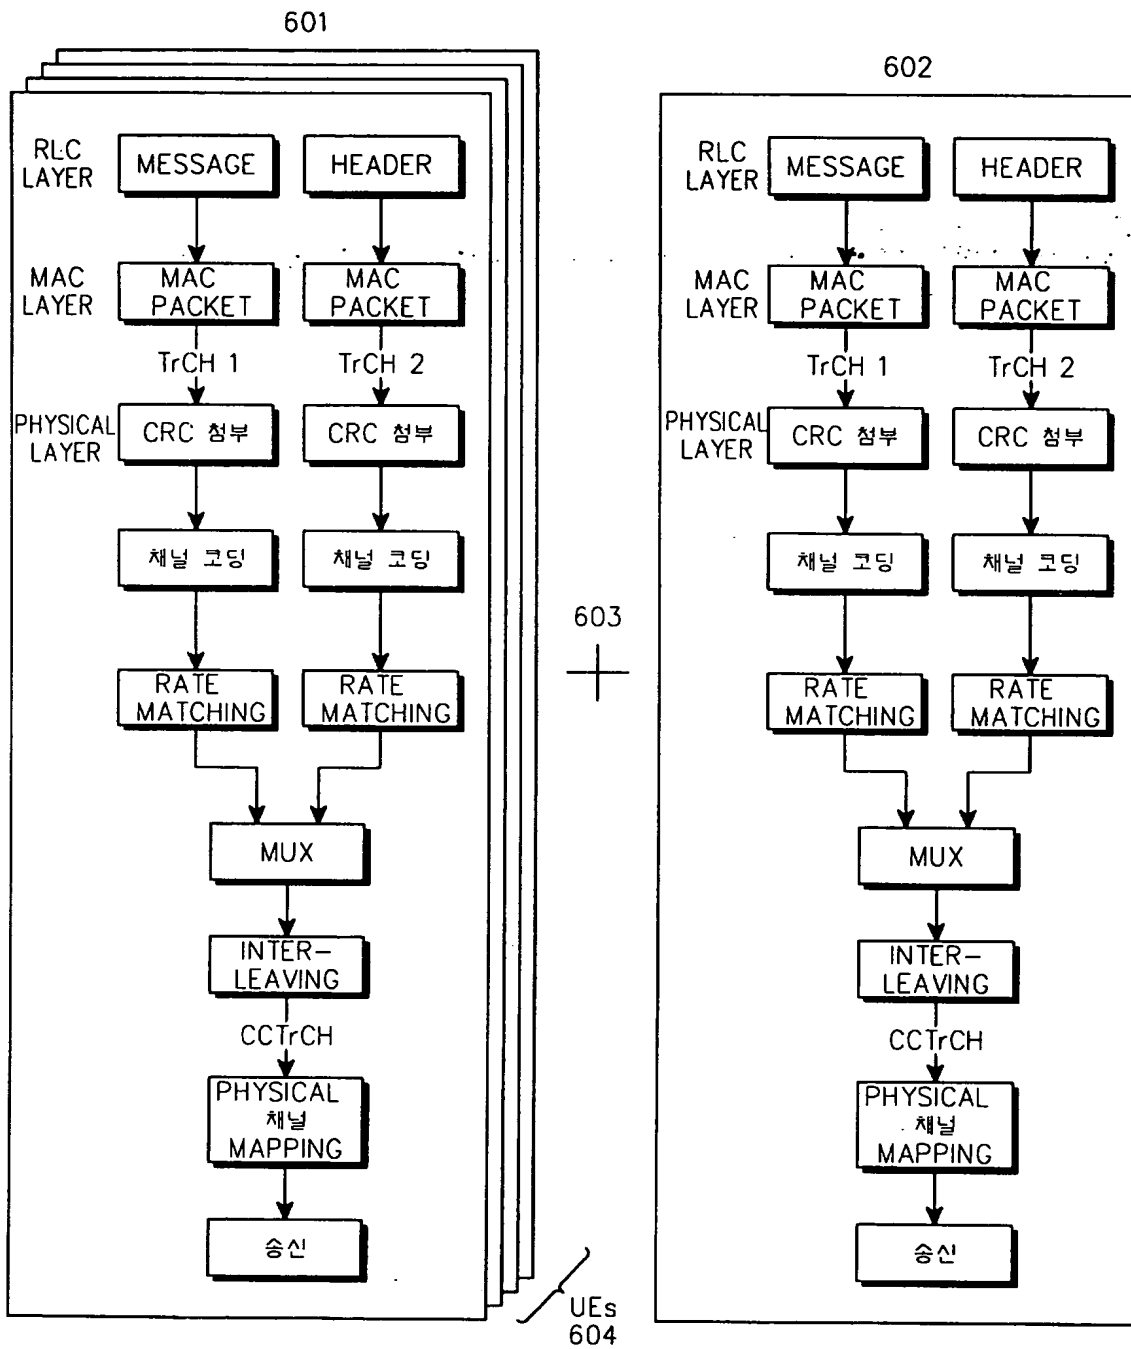 601
RLC LAYER
MESSAGE
HEADER
MAC LAYER
MAC PACKET
MAC PACKET
TrCH 1
TrCH 2
PHYSICAL LAYER
CRC 첨부
CRC 첨부
채널 코딩
채널 코딩
RATE MATCHING
RATE MATCHING
MUX
INTER-
LEAVING
CCTrCH
PHYSICAL
채널
MAPPING
송신
UEs
604
603
602
RLC LAYER
MESSAGE
HEADER
MAC LAYER
MAC PACKET
MAC PACKET
TrCH 1
TrCH 2
PHYSICAL LAYER
CRC 첨부
CRC 첨부
채널 코딩
채널 코딩
RATE MATCHING
RATE MATCHING
MUX
INTER-
LEAVING
CCTrCH
PHYSICAL
채널
MAPPING
송신